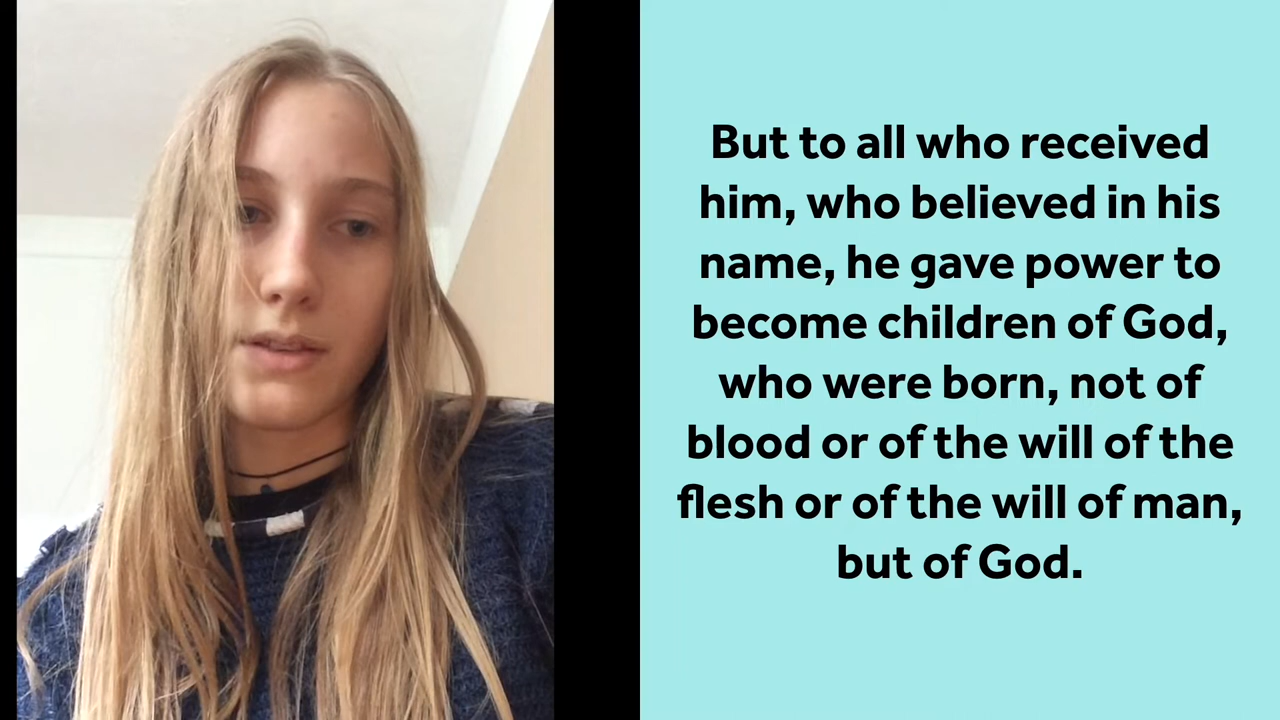 But to all who received
him, who believed in his
name, he gave power to
become children of God,
who were born, not of
blood or of the will of the
flesh or of the will of man,
but of God.